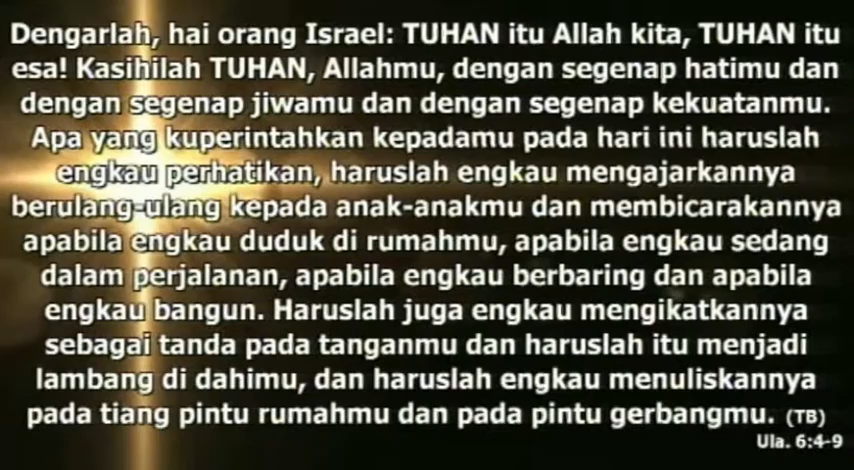 Dengarlah, hai orang Israel: TUHAN itu Allah kita, TUHAN itu
esa! Kasihilah TUHAN, Allahmu, dengan segenap hatimu dan
dengan segenap jiwamu dan dengan segenap kekuatanmu.
Apa yang kuperintahkan kepadamu pada hari ini haruslah
engkau perhatikan, haruslah engkau mengajarkannya
berulang-ulang kepada anak-anakmu dan membicarakannya
apabila engkau duduk di rumahmu, apabila engkau sedang
dalam perjalanan, apabila engkau berbaring dan apabila
engkau bangun. Haruslah juga engkau mengikatkannya
sebagai tanda pada tanganmu dan haruslah itu menjadi
lambang di dahimu, dan haruslah engkau menuliskannya
pada tiang pintu rumahmu dan pada pintu gerbangmu. (TB)
Ula. 6:4-9